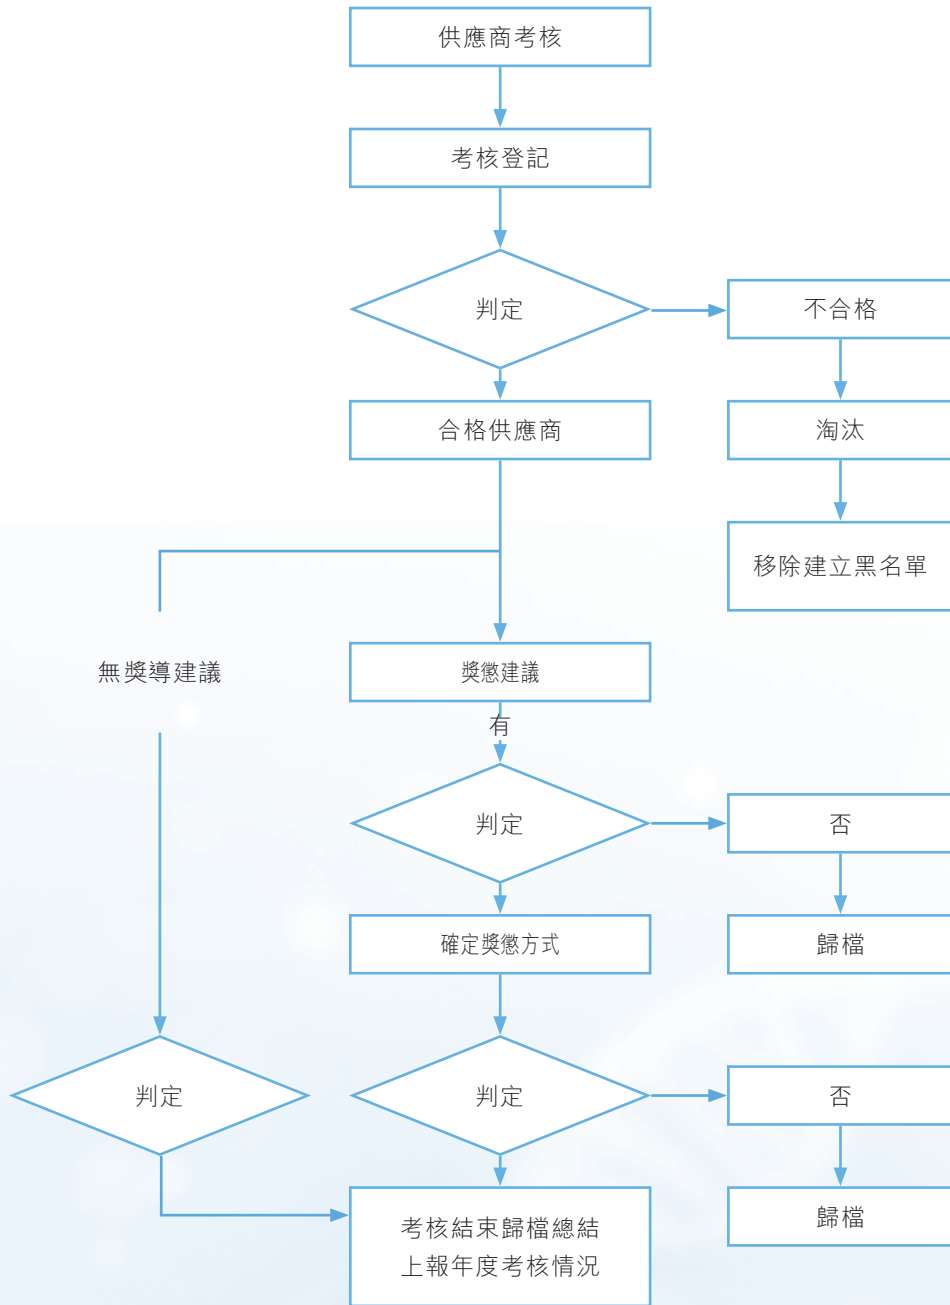 供應商考核
考核登記
判定
不合格
合格供應商
淘汰
移除建立黑名單
無獎導建議
獎懲建議
有
判定
否
確定獎懲方式
歸檔
判定
判定
否
考核結束歸檔總結
上報年度考核情況
歸檔